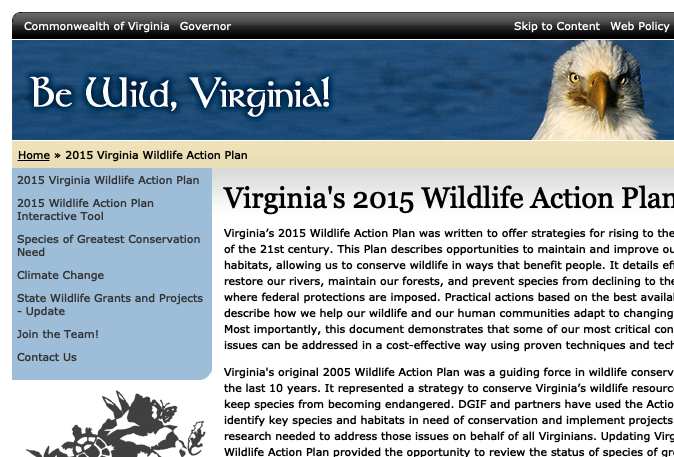 Commonwealth of Virginia Governor Skip to Content Web Policy
Be Wild, Virginia!
Home » 2015 Virginia Wildlife Action Plan
2015 Virginia Wildlife Action Plan
2015 Wildlife Action Plan
Interactive Tool
Species of Greatest Conservation
Need
Climate Change
State Wildlife Grants and Projects
- Update
Join the Team!
Contact Us
Virginia's 2015 Wildlife Action Plan
Virginia’s 2015 Wildlife Action Plan was written to offer strategies for rising to the
of the 21st century. This Plan describes opportunities to maintain and improve
habitats, allowing us to conserve wildlife in ways that benefit people. It details
restore our rivers, maintain our forests, and prevent species from declining to the
where federal protections are imposed. Practical actions based on the best
describe how we help our wildlife and our human communities adapt to changing
Most importantly, this document demonstrates that some of our most critical
issues can be addressed in a cost-effective way using proven techniques and
Virginia's original 2005 Wildlife Action Plan was a guiding force in wildlife
the last 10 years. It represented a strategy to conserve Virginia’s wildlife
keep species from becoming endangered. DGIF and partners have used the
identify key species and habitats in need of conservation and implement projects
research needed to address those issues on behalf of all Virginians. Updating
Wildlife Action Plan provided the opportunity to review the status of species of